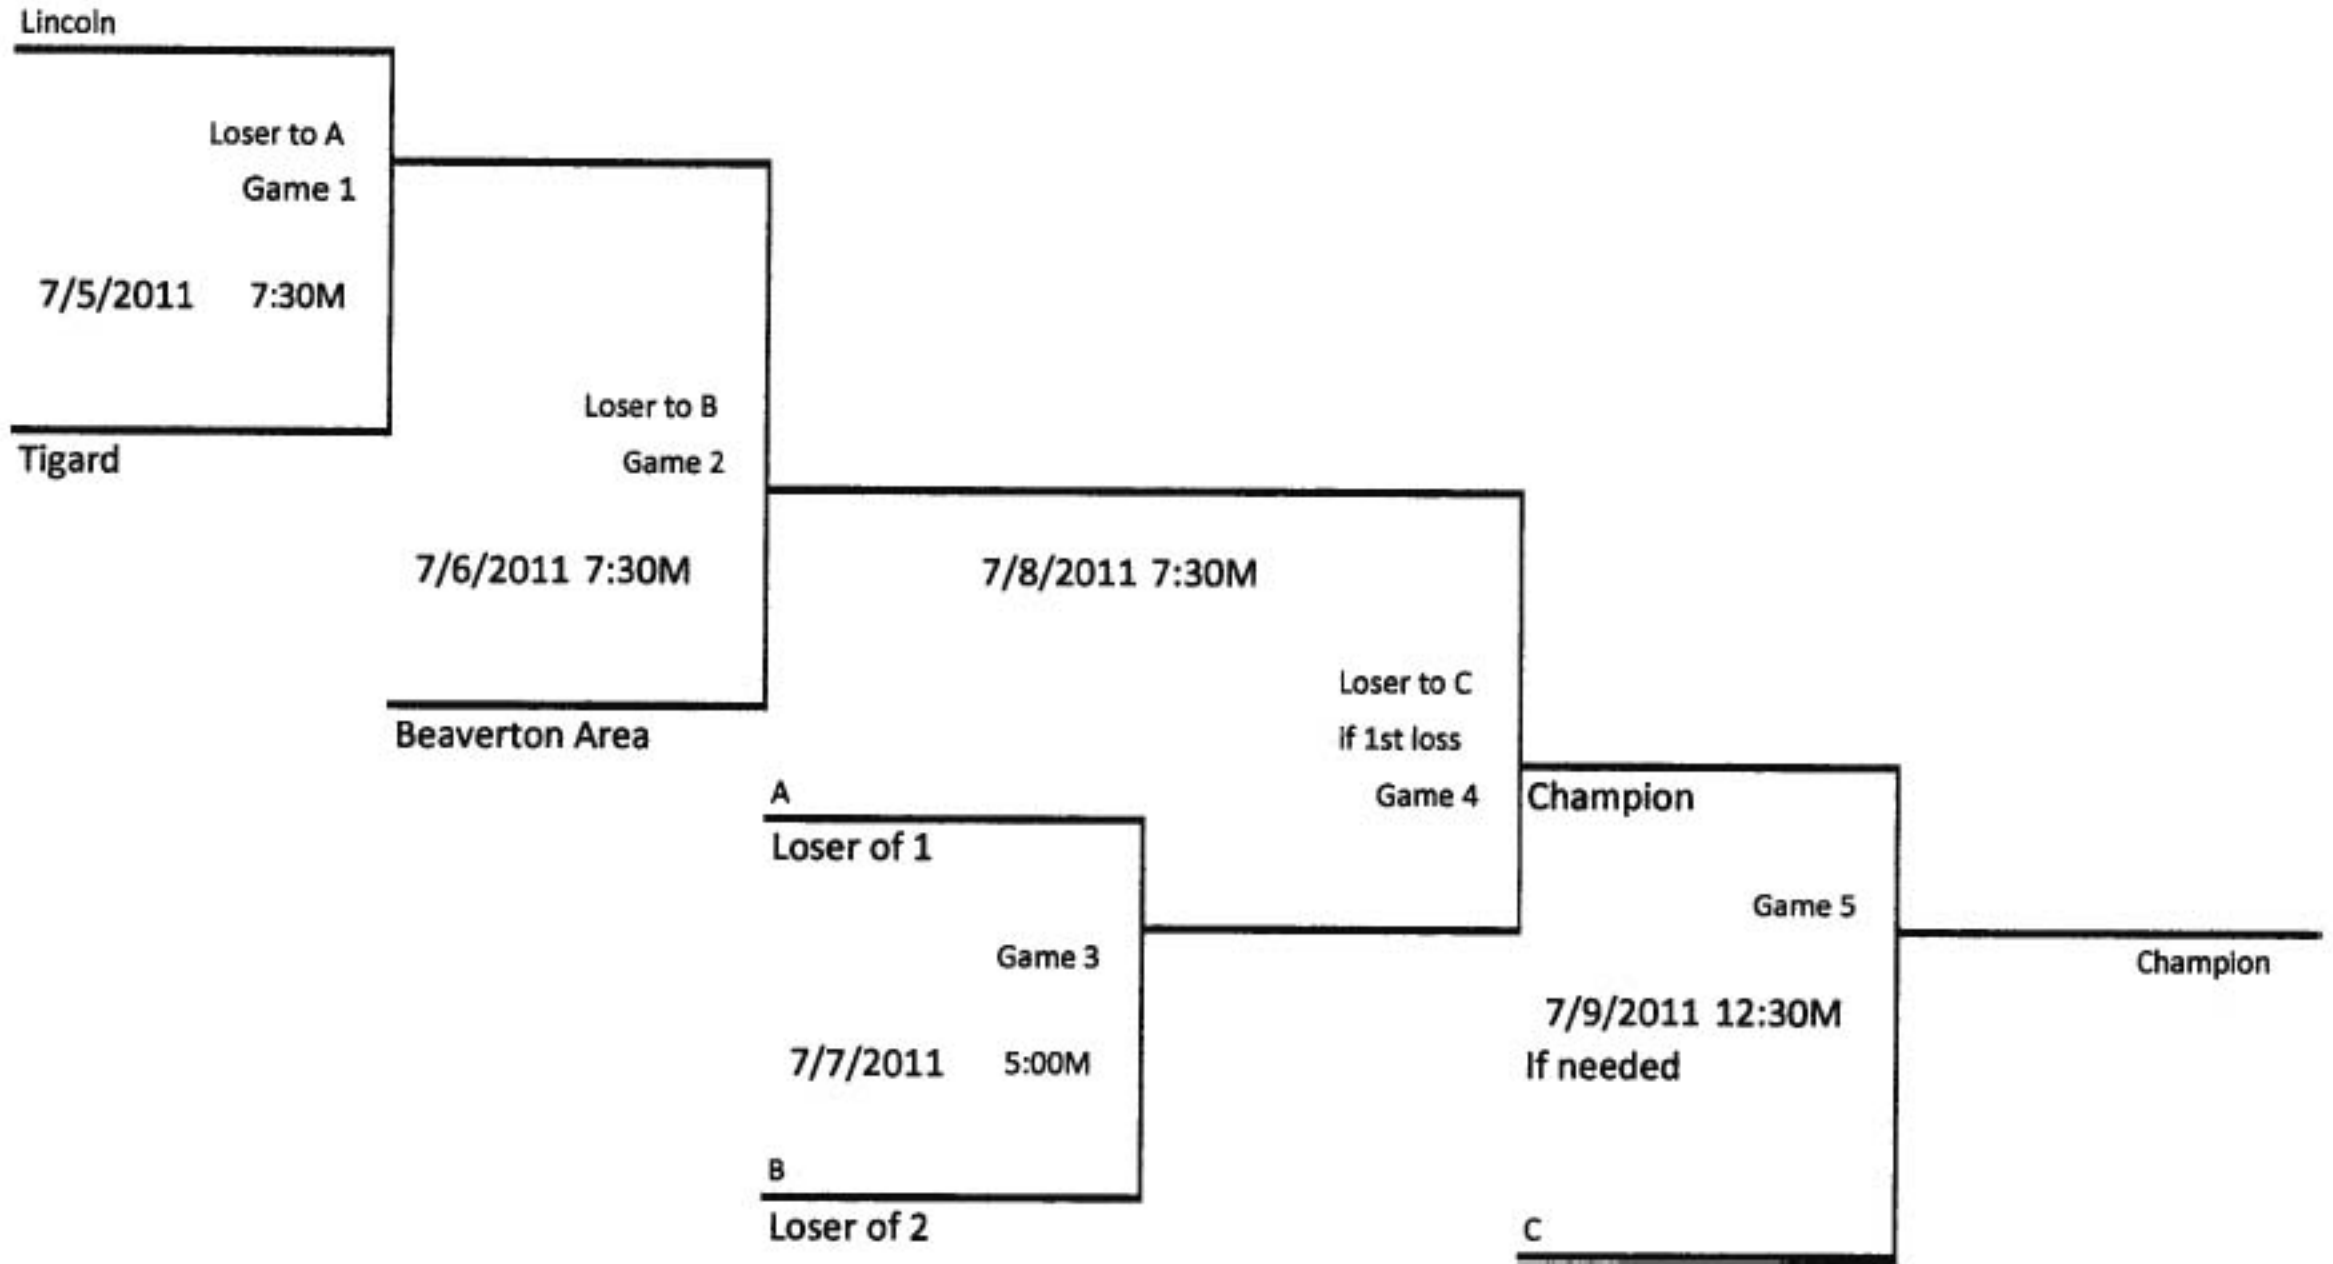 Lincoln
Loser to A
Game 1
7/5/2011 7:30M
Tigard
Loser to B
Game 2
7/6/2011 7:30M
Beaverton Area
7/8/2011 7:30M
Loser to C
if 1st loss
Game 4
Champion
A
Loser of 1
Game 3
7/7/2011 5:00M
B
Loser of 2
Game 5
7/9/2011 12:30M
If needed
C
Champion